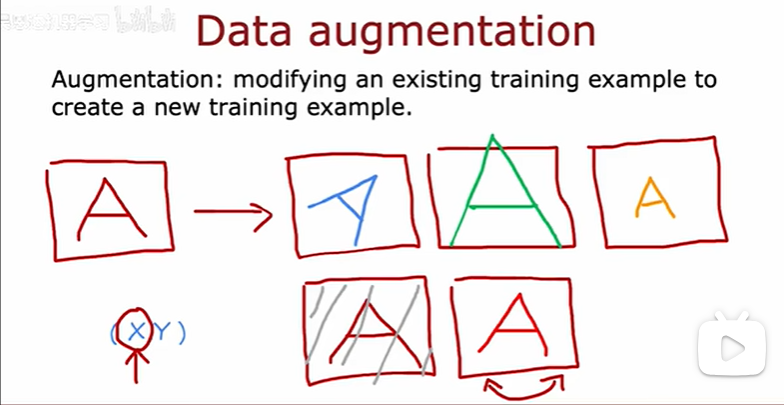 Data augmentation
Augmentation: modifying an existing training example to
create a new training example.
A
A
A
A
(X Y)
A
A